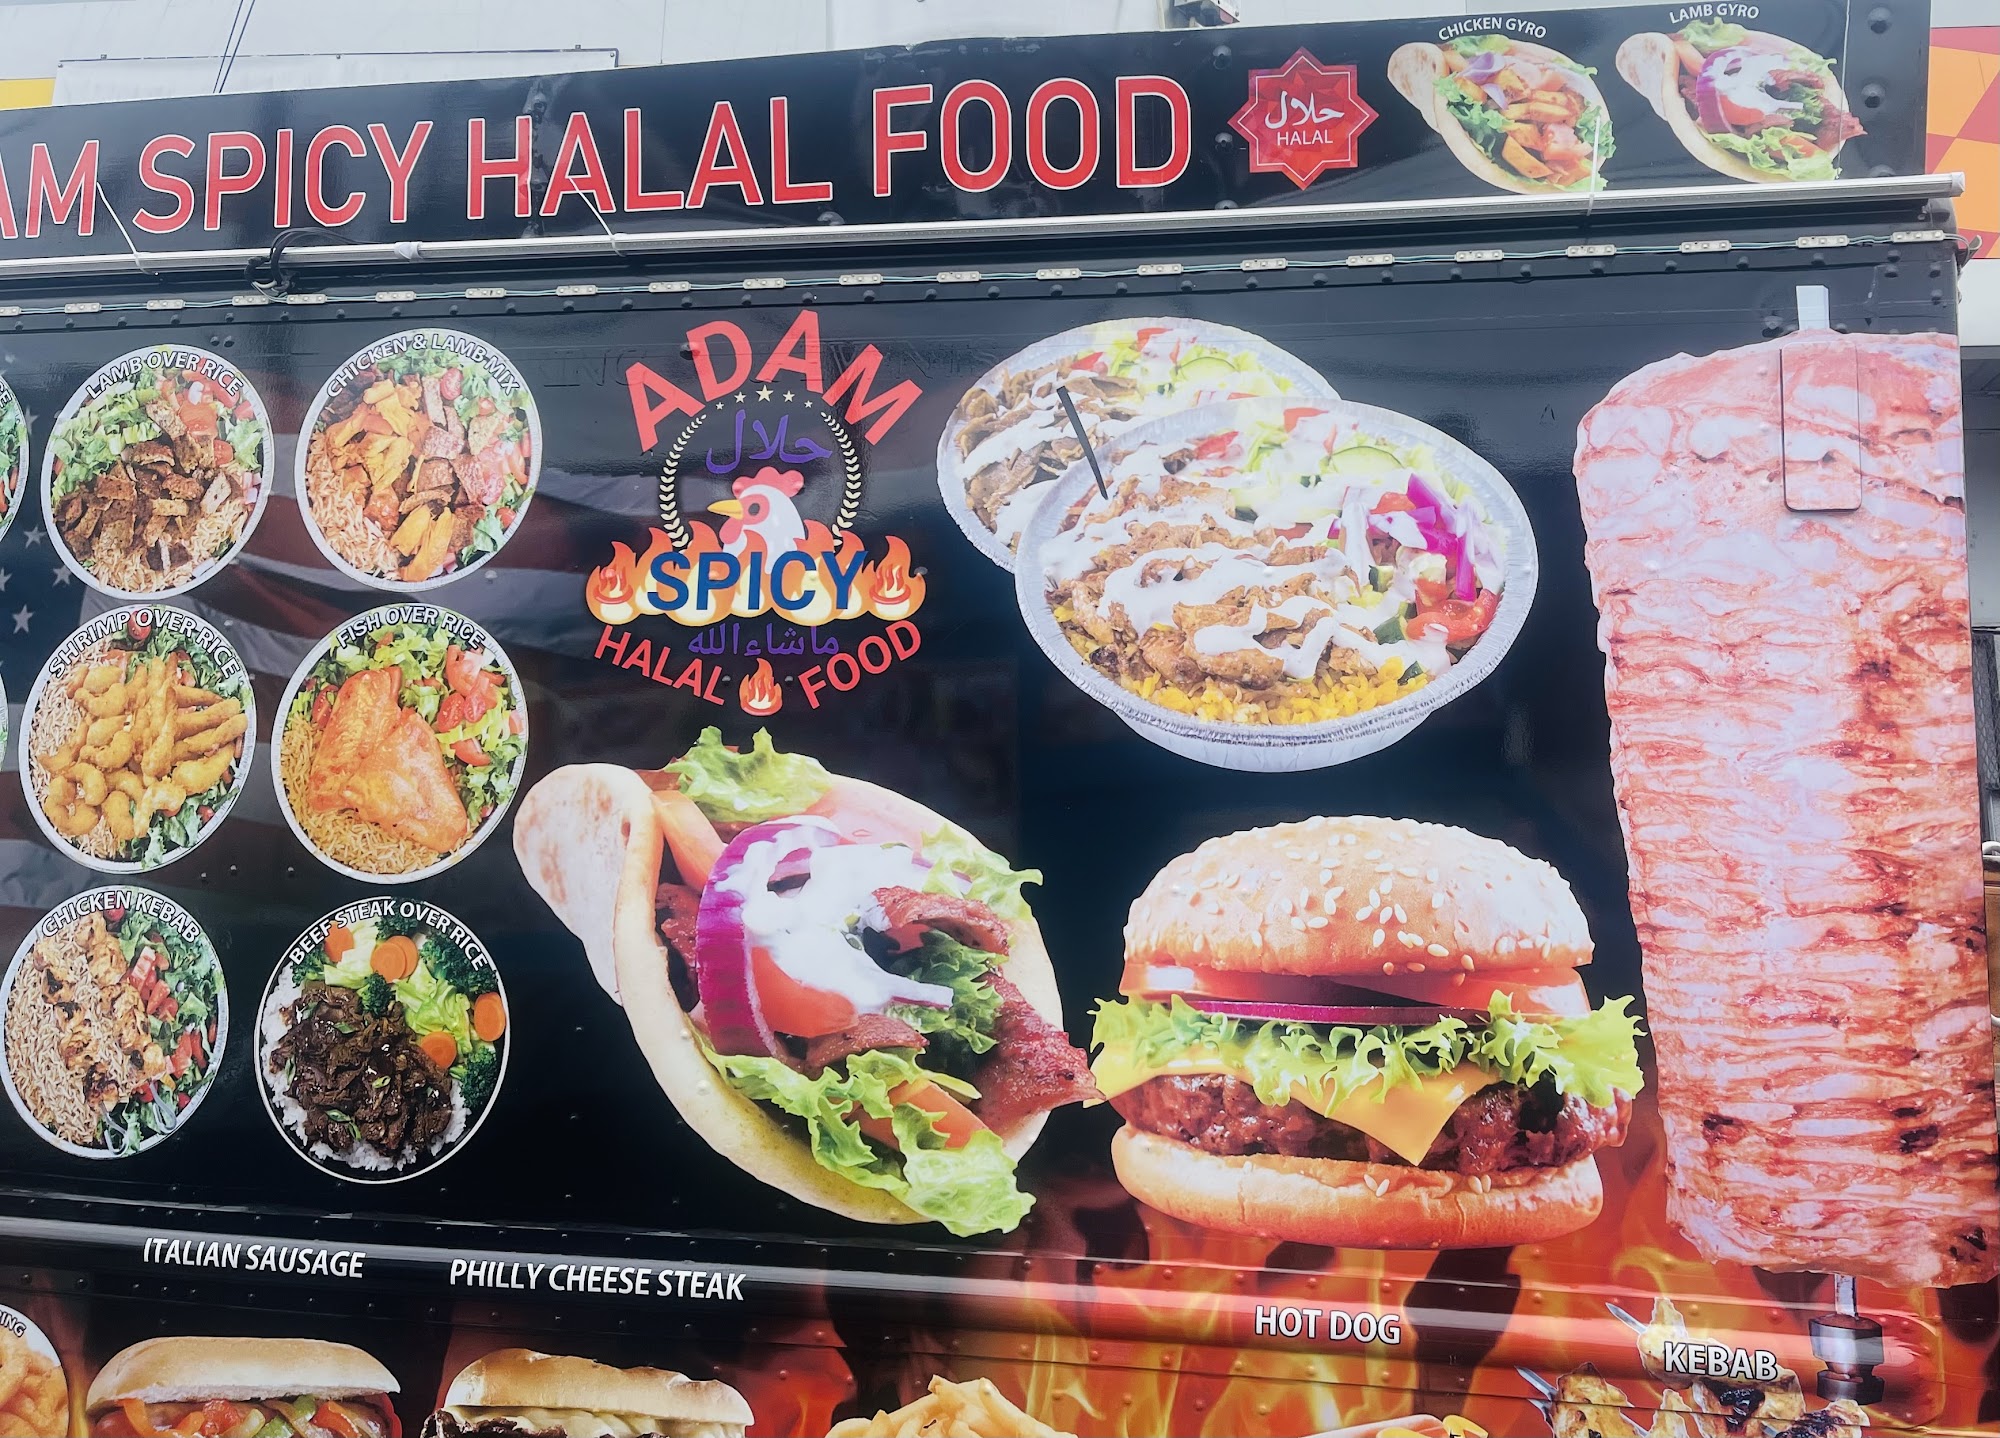 CHICKEN GYRO
LAMB GYRO
AM SPICY HALAL FOOD
حلال
HALAL
LAMB OVER RICE
CHICKEN & LAMB MIX
ADAM
حلال
SPICY
ماشاءالله
HALAL FOOD
SHRIMP OVER RICE
FISH OVER RICE
CHICKEN KEBAB
BEEF STEAK OVER RICE
ITALIAN SAUSAGE
PHILLY CHEESE STEAK
HOT DOG
KEBAB